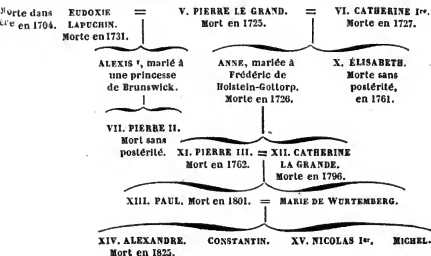 Morte dans
en 1704.
EUDOXIE
LAPUCHIN.
Morte en 1731.
=
V. PIERRE LE GRAND.
Mort en 1725.
=
VI. CATHERINE Ire.
Morte en 1727.
ALEXIS, marié à
une princesse
de Brunswick.
ANNE, mariée à
Frédéric de
Holstein-Gottorp.
Morte en 1726.
X. ÉLISABETH.
Morte sans
postérité,
en 1761.
VII. PIERRE II.
Mort sans
postérité.
XI. PIERRE III. = XII. CATHERINE
Mort en 1762.
LA GRANDE.
Morte en 1796.
XIII. PAUL. Mort en 1801. = MARIE DE WURTEMBERG.
XIV. ALEXANDRE. CONSTANTIN. XV. NICOLAS Ier. MICHEL.
Mort en 1825.